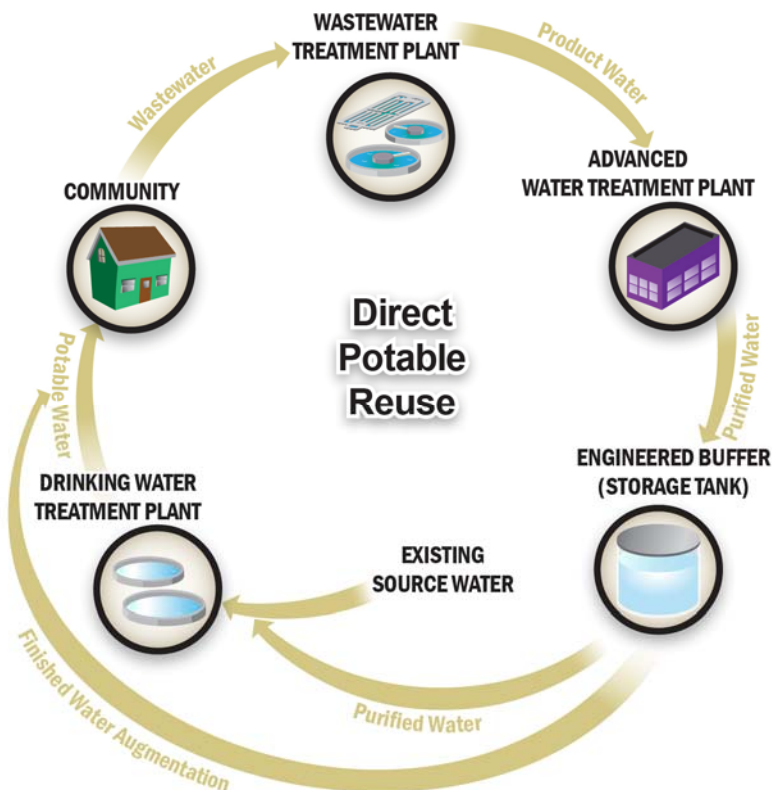 WASTEWATER
TREATMENT PLANT
Wastewater
Product Water
ADVANCED
WATER TREATMENT PLANT
COMMUNITY
Direct
Potable
Reuse
Purified Water
Potable Water
ENGINEERED BUFFER
(STORAGE TANK)
DRINKING WATER
TREATMENT PLANT
EXISTING
SOURCE WATER
Purified Water
Finished Water Augmentation